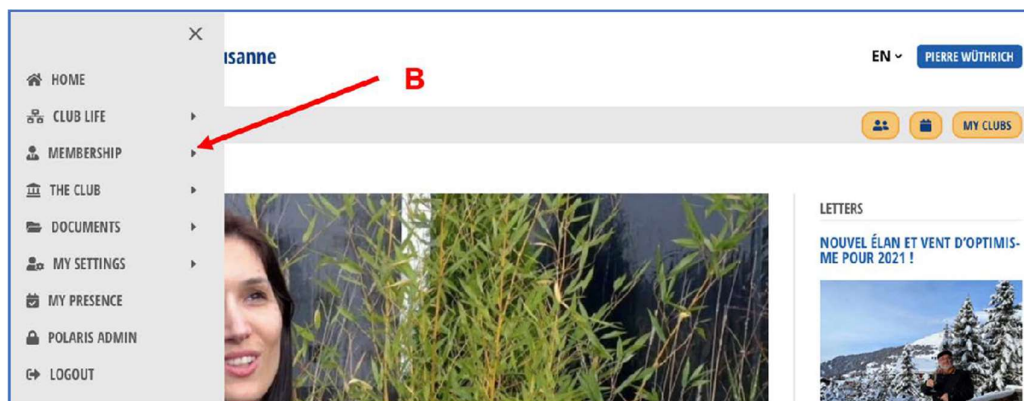 usanne
EN
PIERRE WÜTHRICH
B
HOME
CLUB LIFE
MEMBERSHIP
THE CLUB
DOCUMENTS
MY SETTINGS
MY PRESENCE
POLARIS ADMIN
LOGOUT
MY CLUBS
LETTERS
NOUVEL ÉLAN ET VENT D'OPTIMIS-
ME POUR 2021 !